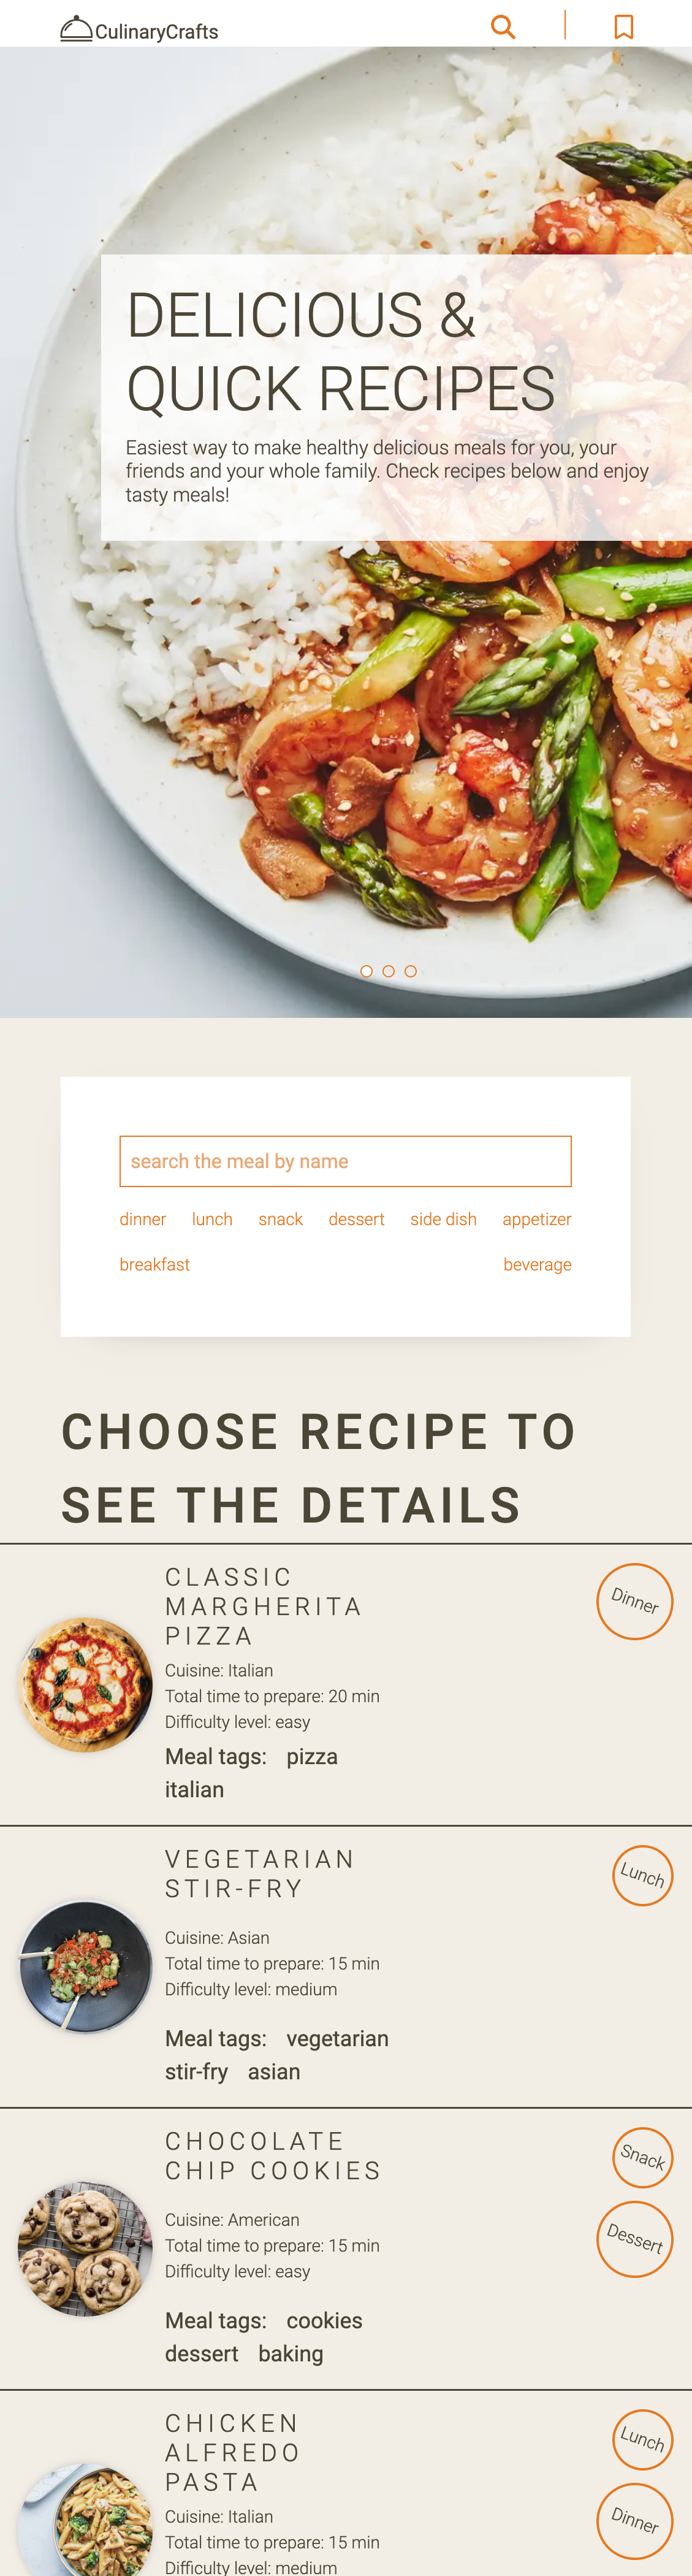 CulinaryCrafts
DELICIOUS &
QUICK RECIPES
Easiest way to make healthy delicious meals for you, your
friends and your whole family. Check recipes below and enjoy
tasty meals!
search the meal by name
dinner lunch snack dessert side dish appetizer
breakfast beverage
CHOOSE RECIPE TO
SEE THE DETAILS
CLASSIC
MARGHERITA
PIZZA
Dinner
Cuisine: Italian
Total time to prepare: 20 min
Difficulty level: easy
Meal tags: pizza
italian
VEGETARIAN
STIR-FRY
Lunch
Cuisine: Asian
Total time to prepare: 15 min
Difficulty level: medium
Meal tags: vegetarian
stir-fry asian
CHOCOLATE
CHIP COOKIES
Snack
Dessert
Cuisine: American
Total time to prepare: 15 min
Difficulty level: easy
Meal tags: cookies
dessert baking
CHICKEN
ALFREDO
PASTA
Lunch
Dinner
Cuisine: Italian
Total time to prepare: 15 min
Difficulty level: medium